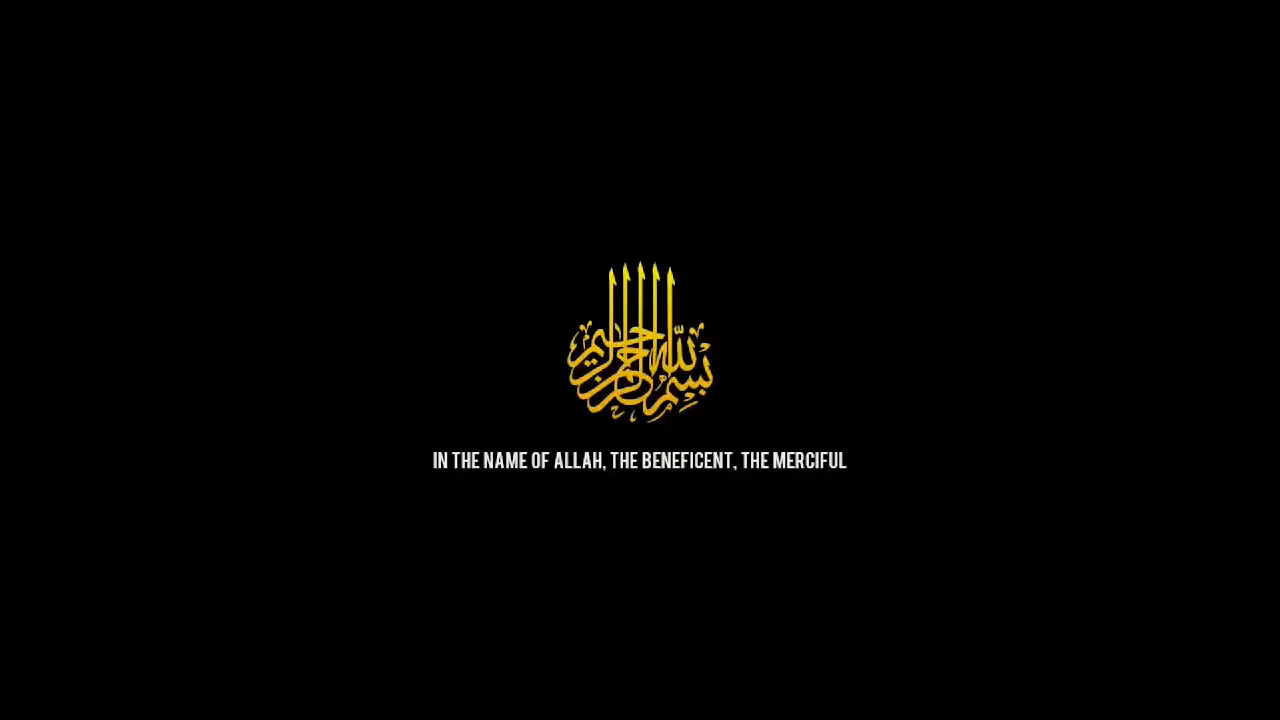 بسم الله الرحمن الرحيم
IN THE NAME OF ALLAH, THE BENEFICENT, THE MERCIFUL